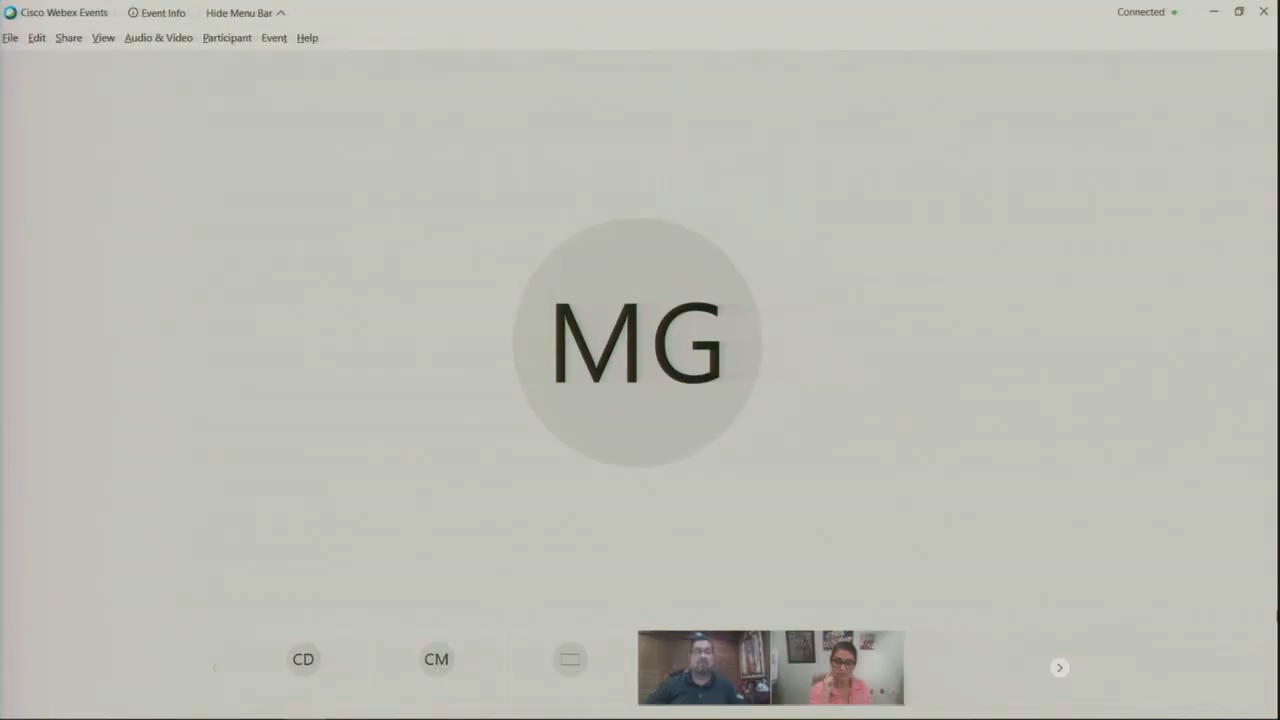 Cisco Webex Events Event Info Hide Menu Bar Connected
File Edit Share View Audio & Video Participant Event Help
MG
CD CM